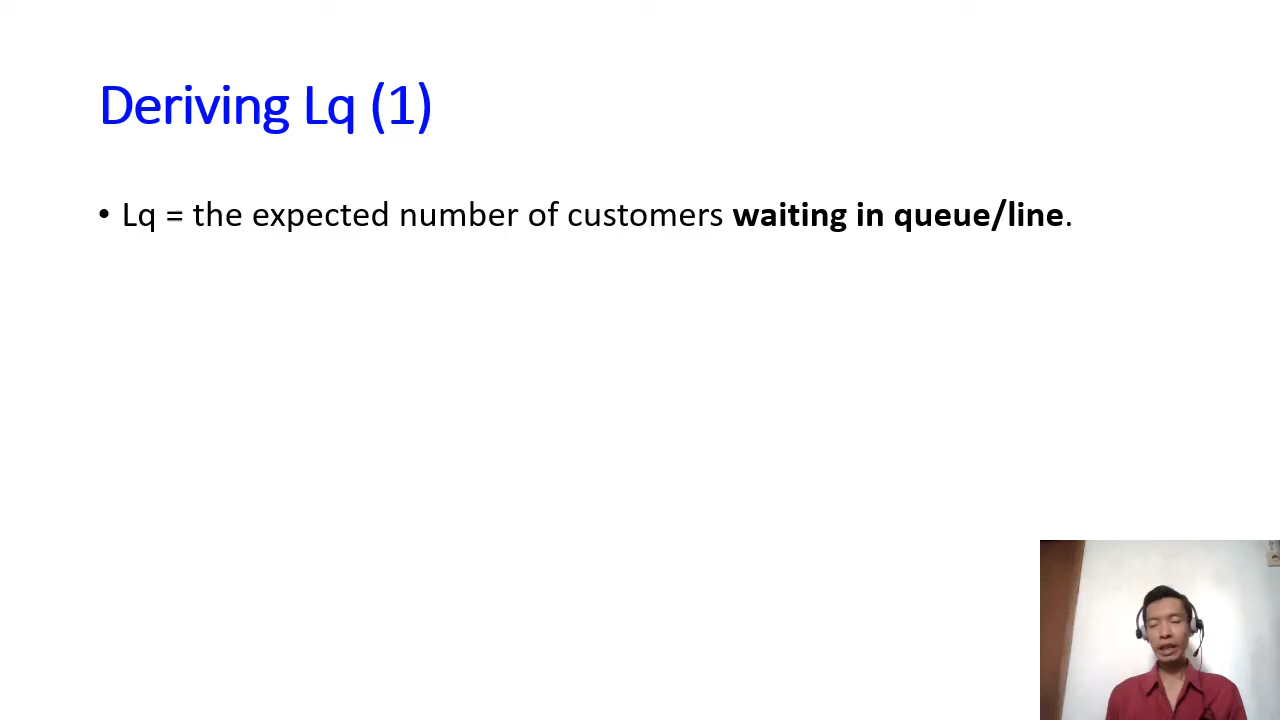 Deriving Lq (1)
• Lq = the expected number of customers waiting in queue/line.